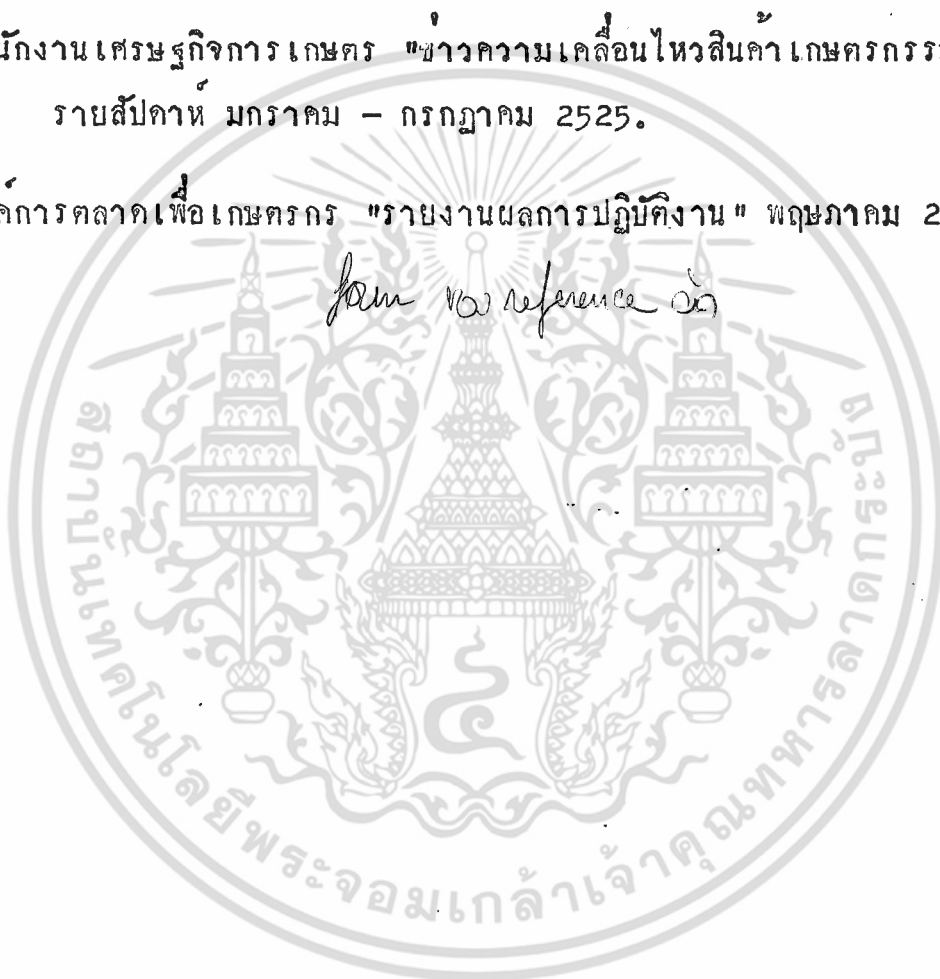 นักงานเศรษฐกิจการเกษตร "ข่าวความเคลื่อนไหวสินค้าเกษตรกรร
รายสัปดาห์ มกราคม – กรกฎาคม 2525.
ค์การตลาดเพื่อเกษตรกร "รายงานผลการปฏิบัติงาน" พฤษภาคม 2
form ของ reference
สถาบันเทคโนโลยีพระจอมเกล้าเจ้าคุณทหารลาดกระบัง